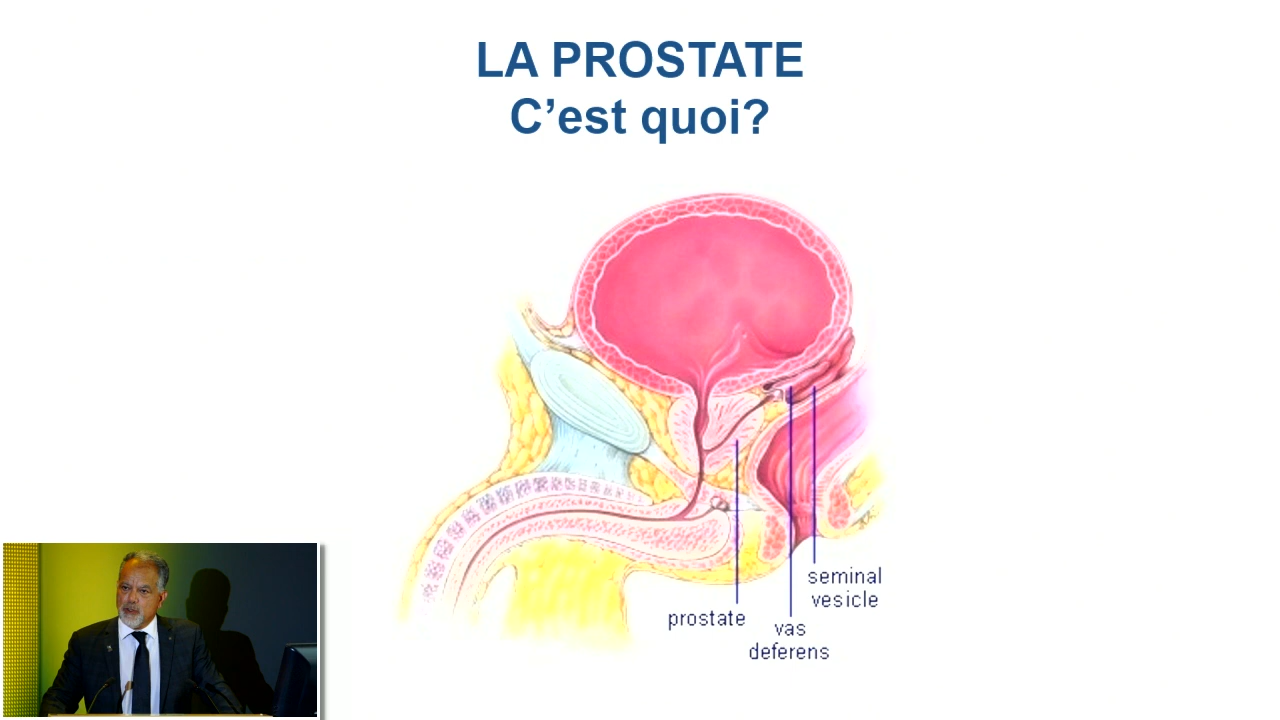 LA PROSTATE
C’est quoi?
seminal
vesicle
prostate
vas
deferens